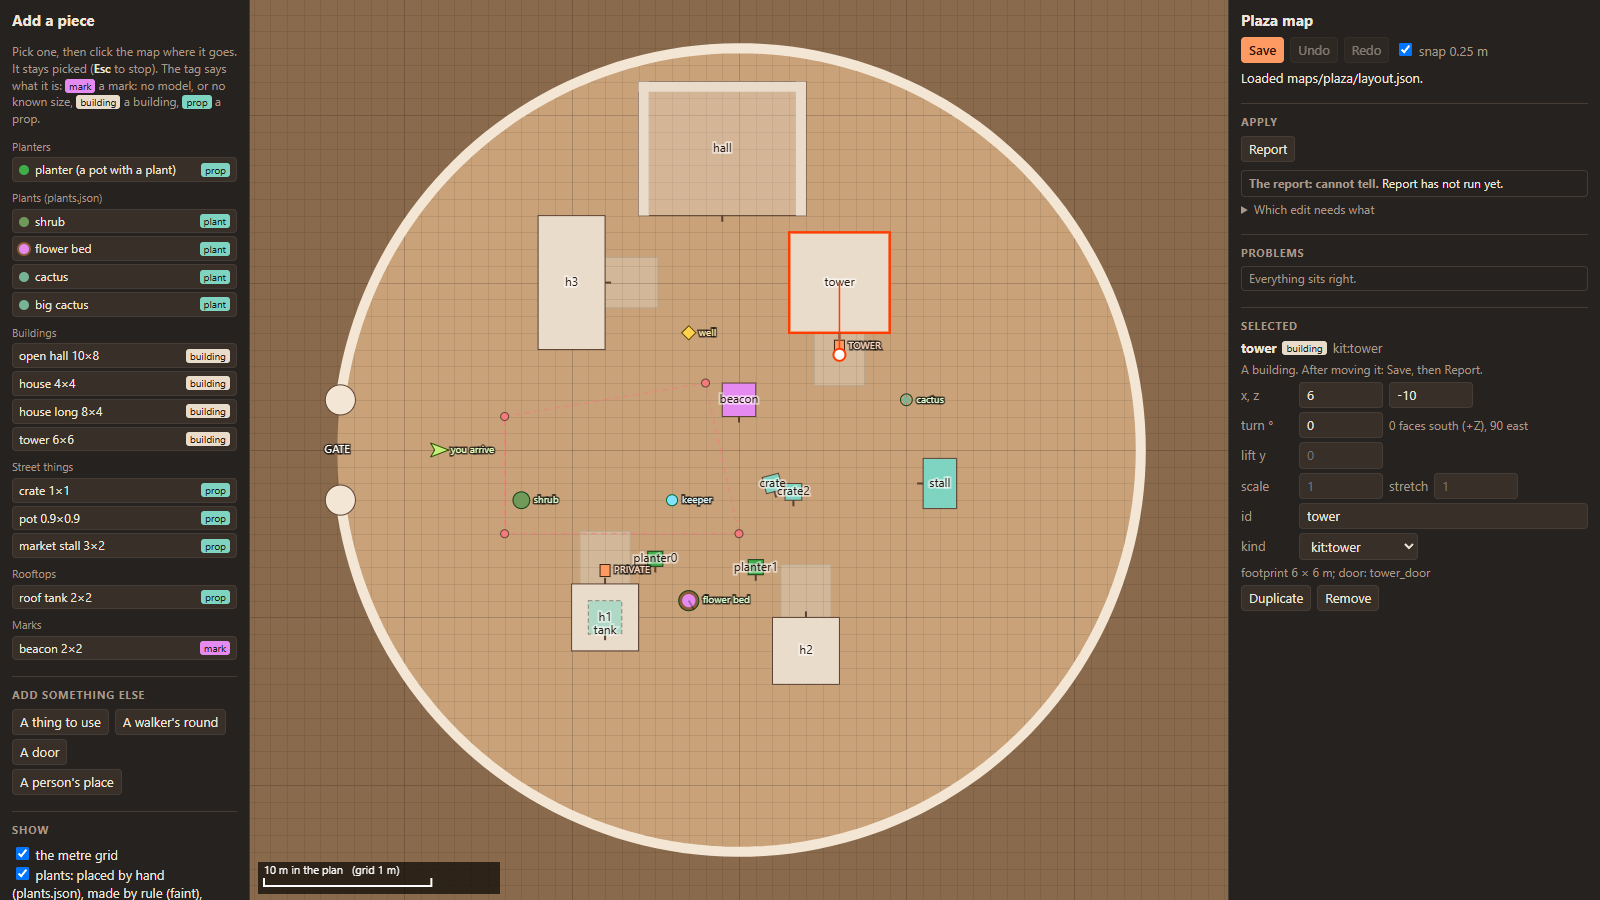 Add a piece
Pick one, then click the map where it goes.
It stays picked (Esc to stop). The tag says
what it is: mark a mark: no model, or no
known size, building a building, prop a
prop.
Planters
planter (a pot with a plant) prop
Plants (plants.json)
shrub plant
flower bed plant
cactus plant
big cactus plant
Buildings
open hall 10×8 building
house 4×4 building
house long 8×4 building
tower 6×6 building
Street things
crate 1×1 prop
pot 0.9×0.9 prop
market stall 3×2 prop
Rooftops
roof tank 2×2 prop
Marks
beacon 2×2 mark
ADD SOMETHING ELSE
A thing to use A walker's round
A door
A person's place
SHOW
the metre grid
plants: placed by hand
(plants.json), made by rule (faint),
hall
h3
tower
well
TOWER
beacon
cactus
GATE
you arrive
crate
crate2
stall
shrub
keeper
planter0
PRIVATE
planter1
flower bed
h1
tank
h2
10 m in the plan (grid 1 m)
Plaza map
Save Undo Redo snap 0.25 m
Loaded maps/plaza/layout.json.
APPLY
Report
The report: cannot tell. Report has not run yet.
Which edit needs what
PROBLEMS
Everything sits right.
SELECTED
tower building kit:tower
A building. After moving it: Save, then Report.
x, z 6 -10
turn ° 0 0 faces south (+Z), 90 east
lift y 0
scale 1 stretch 1
id tower
kind kit:tower
footprint 6 × 6 m; door: tower_door
Duplicate Remove